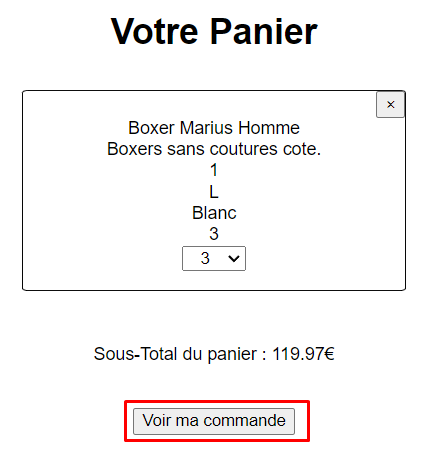 Votre Panier
×
Boxer Marius Homme
Boxers sans coutures cote.
1
L
Blanc
3
3
Sous-Total du panier : 119.97€
Voir ma commande